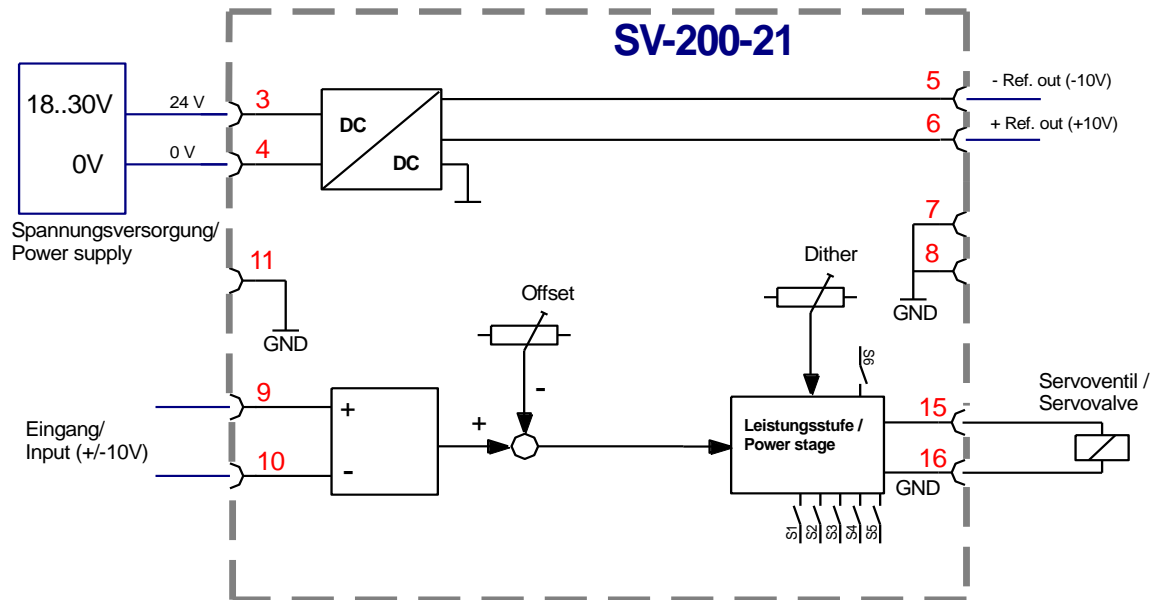 SV-200-21
18..30V
0V
24 V
0 V
3
4
DC
DC
5
- Ref. out (-10V)
6
+ Ref. out (+10V)
Spannungsversorgung/
Power supply
7
8
GND
11
GND
Offset
Dither
-
+
S6
9
10
+
-
Eingang/
Input (+/-10V)
Leistungsstufe /
Power stage
15
16
GND
Servoventil /
Servovalve
S1
S2
S3
S4
S5